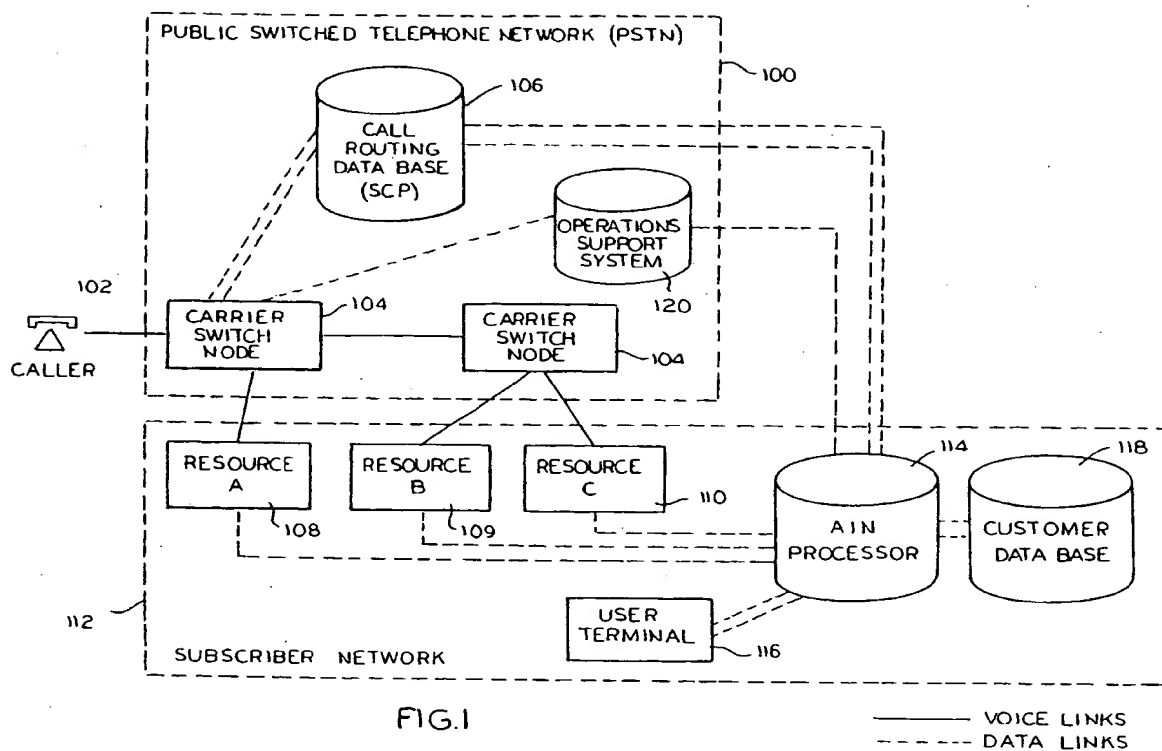 PUBLIC SWITCHED TELEPHONE NETWORK (PSTN)
100
106
CALL
ROUTING
DATA BASE
(SCP)
OPERATIONS
SUPPORT
SYSTEM
120
102
CALLER
CARRIER
SWITCH
NODE
104
CARRIER
SWITCH
NODE
104
RESOURCE
A
108
RESOURCE
B
109
RESOURCE
C
110
114
AIN
PROCESSOR
118
CUSTOMER
DATA BASE
112
USER
TERMINAL
116
SUBSCRIBER NETWORK
FIG.1
VOICE LINKS
DATA LINKS